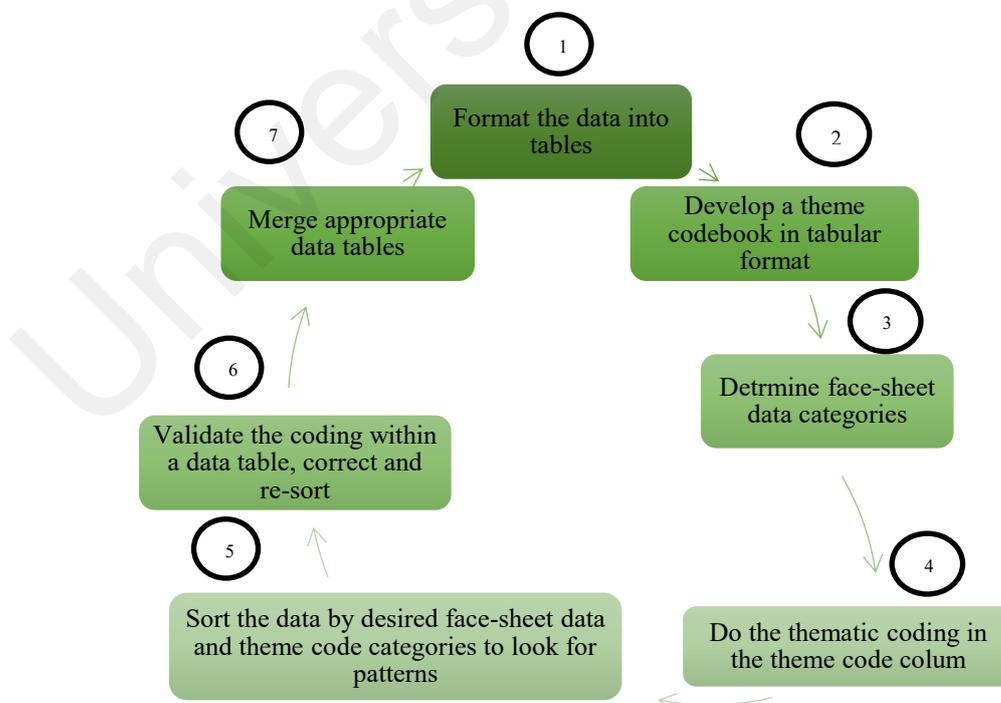 1
Format the data into
tables
2
Develop a theme
codebook in tabular
format
3
Detrmine face-sheet
data categories
4
Do the thematic coding in
the theme code colum
5
Sort the data by desired face-sheet data
and theme code categories to look for
patterns
6
Validate the coding within
a data table, correct and
re-sort
7
Merge appropriate
data tables
Univers